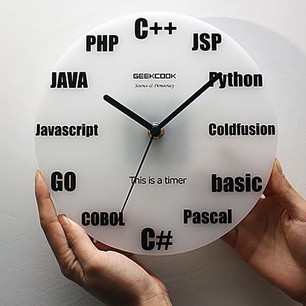 C++
PHP
JSP
JAVA
GEEKCOOK
Science & Democracy
Python
Javascript
Coldfusion
GO
This is a timer
basic
COBOL
Pascal
C#